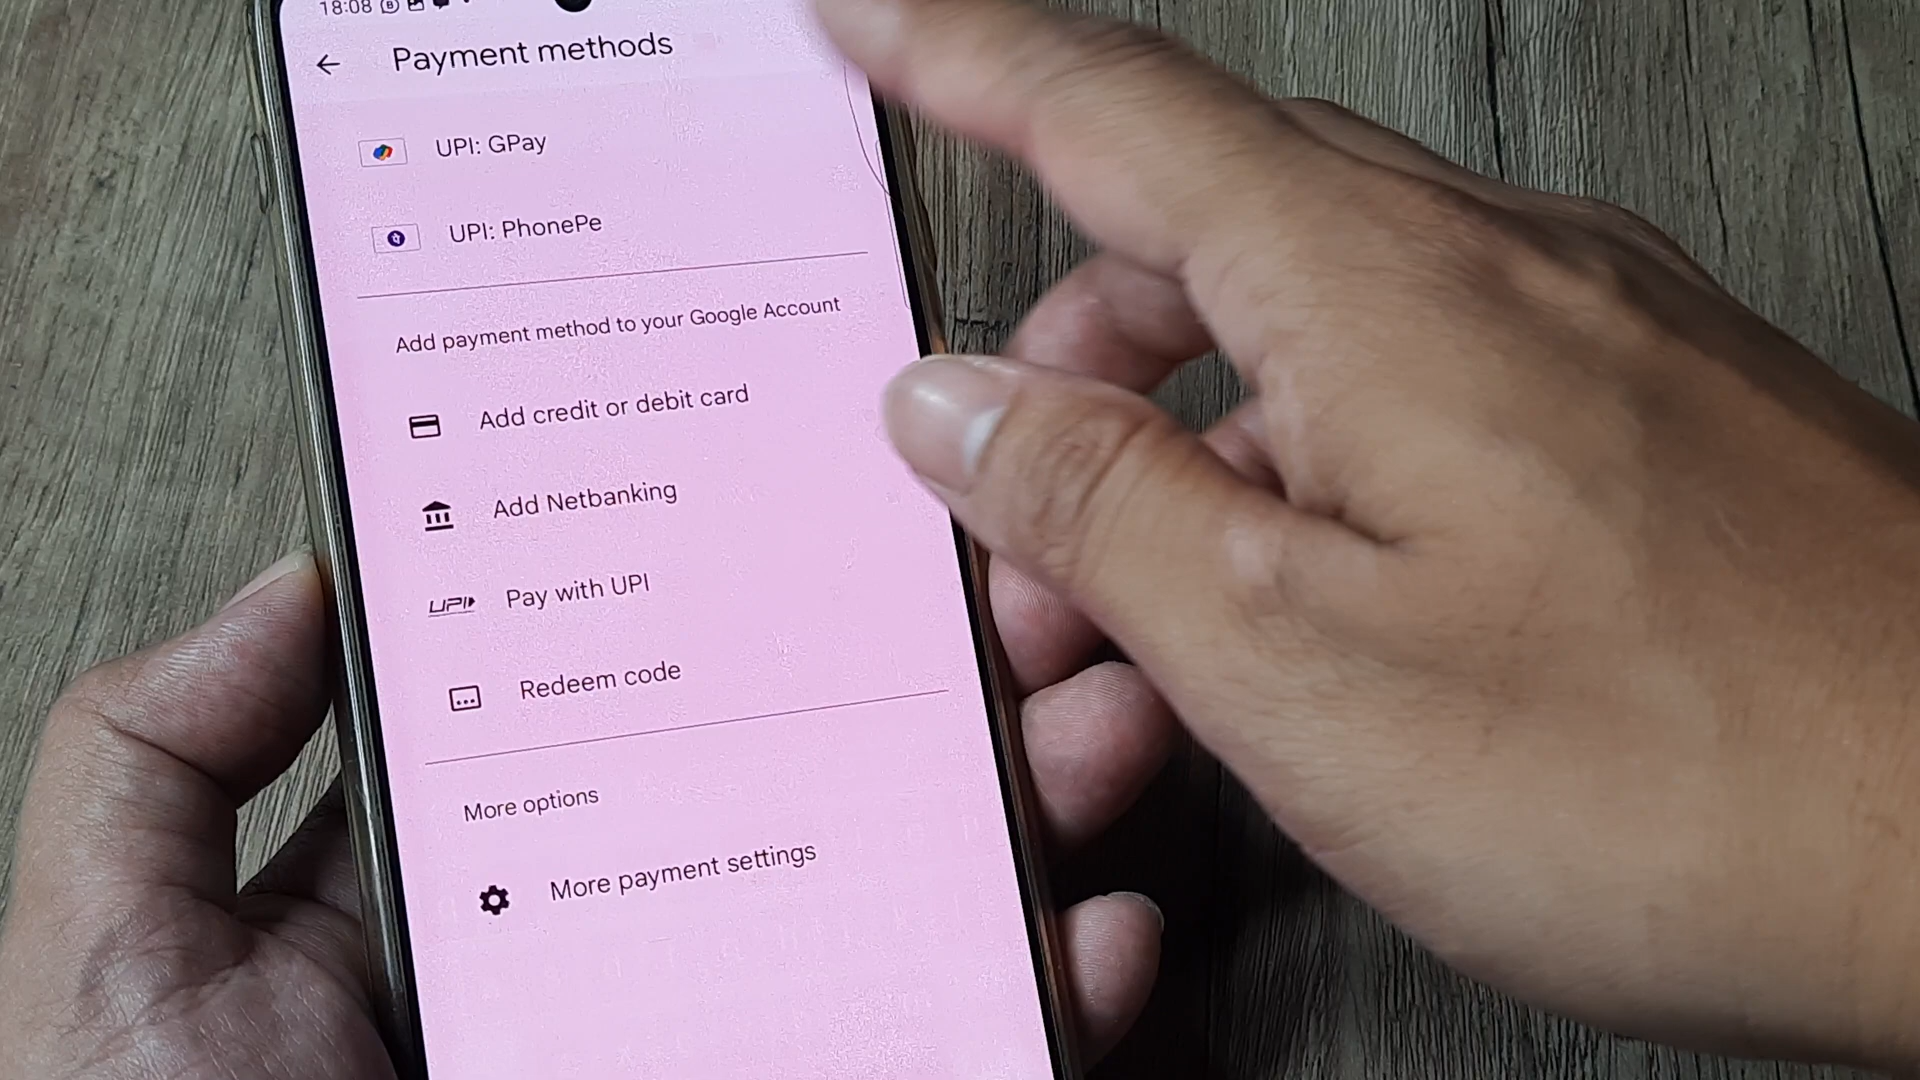 18:08
Payment methods
UPI: GPay
UPI: PhonePe
Add payment method to your Google Account
Add credit or debit card
Add Netbanking
UPI Pay with UPI
Redeem code
More options
More payment settings